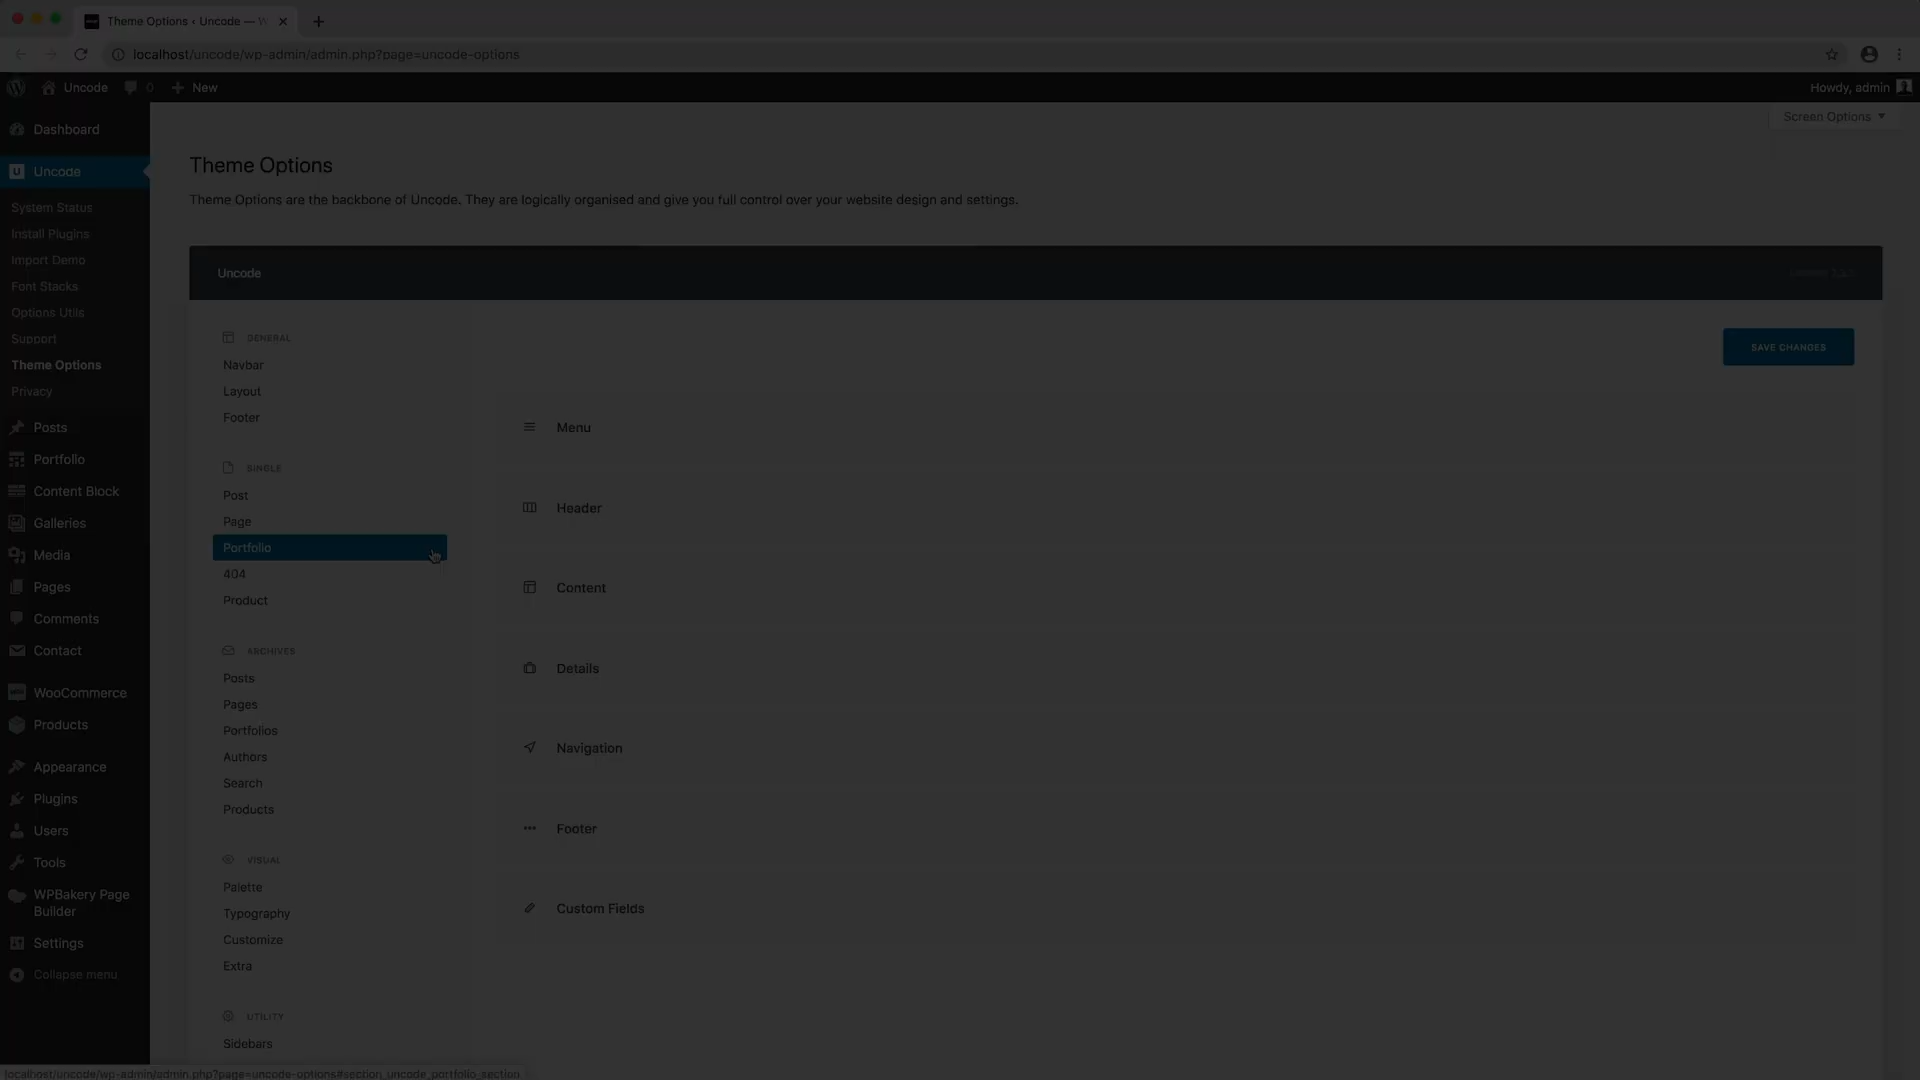 Theme Options ‹ Uncode — W
localhost/uncode/wp-admin/admin.php?page=uncode-options
Uncode
0
New
Howdy, admin
Screen Options
Dashboard
Uncode
System Status
Install Plugins
Import Demo
Font Stacks
Options Utils
Support
Theme Options
Privacy
Posts
Portfolio
Content Block
Galleries
Media
Pages
Comments
Contact
WooCommerce
Products
Appearance
Plugins
Users
Tools
WPBakery Page
Builder
Settings
Collapse menu
Theme Options
Theme Options are the backbone of Uncode. They are logically organised and give you full control over your website design and settings.
Uncode
GENERAL
Navbar
Layout
Footer
SINGLE
Post
Page
Portfolio
404
Product
ARCHIVES
Posts
Pages
Portfolios
Authors
Search
Products
VISUAL
Palette
Typography
Customize
Extra
UTILITY
Sidebars
SAVE CHANGES
Menu
Header
Content
Details
Navigation
Footer
Custom Fields
localhost/uncode/wp-admin/admin.php?page=uncode-options#section_uncode_portfolio_section